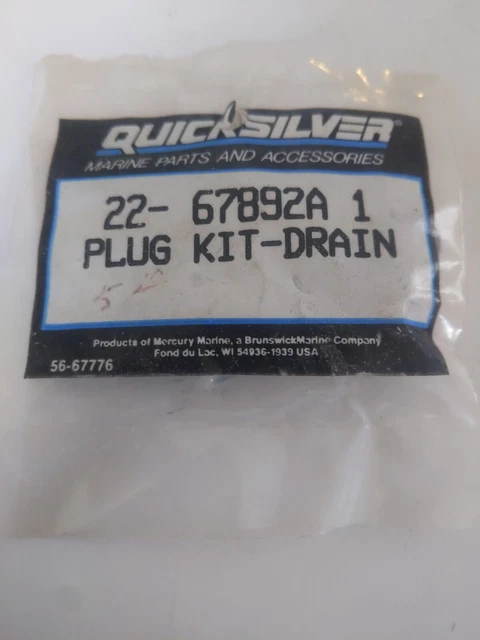 QUICKSILVER®
MARINE PARTS AND ACCESSORIES
22- 67892A 1
PLUG KIT-DRAIN
Products of Mercury Marine, a BrunswickMarine Company
Fond du Lac, WI 54936-1939 USA
56-67776